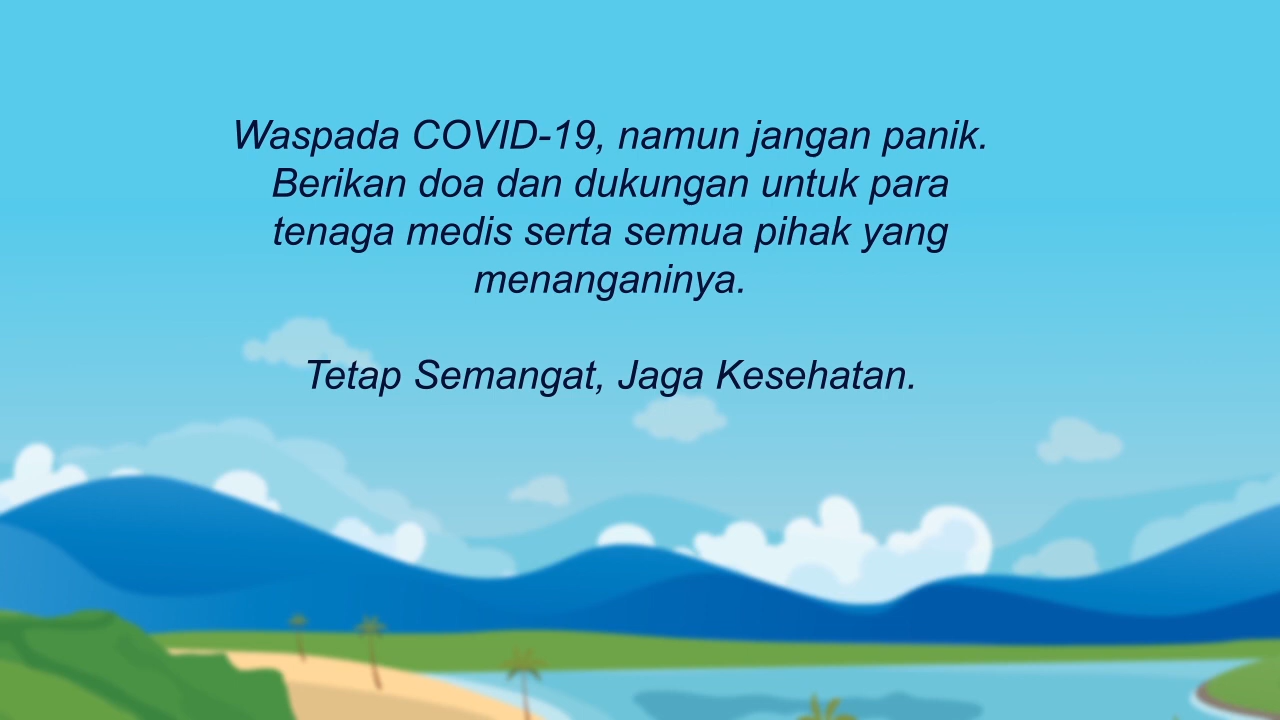 Waspada COVID-19, namun jangan panik.
Berikan doa dan dukungan untuk para
tenaga medis serta semua pihak yang
menanganinya.
Tetap Semangat, Jaga Kesehatan.